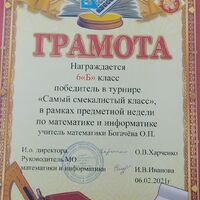 ГРАМОТА
Награждается
6«Б» класс
победитель в турнире
«Самый смекалистый класс»,
в рамках предметной недели
по математике и информатике
учитель математики Богачёва О.П.
И.о. директора О.В.Харченко
Руководитель МО
математики и информатики И.В.Иванова
06.02.2021г